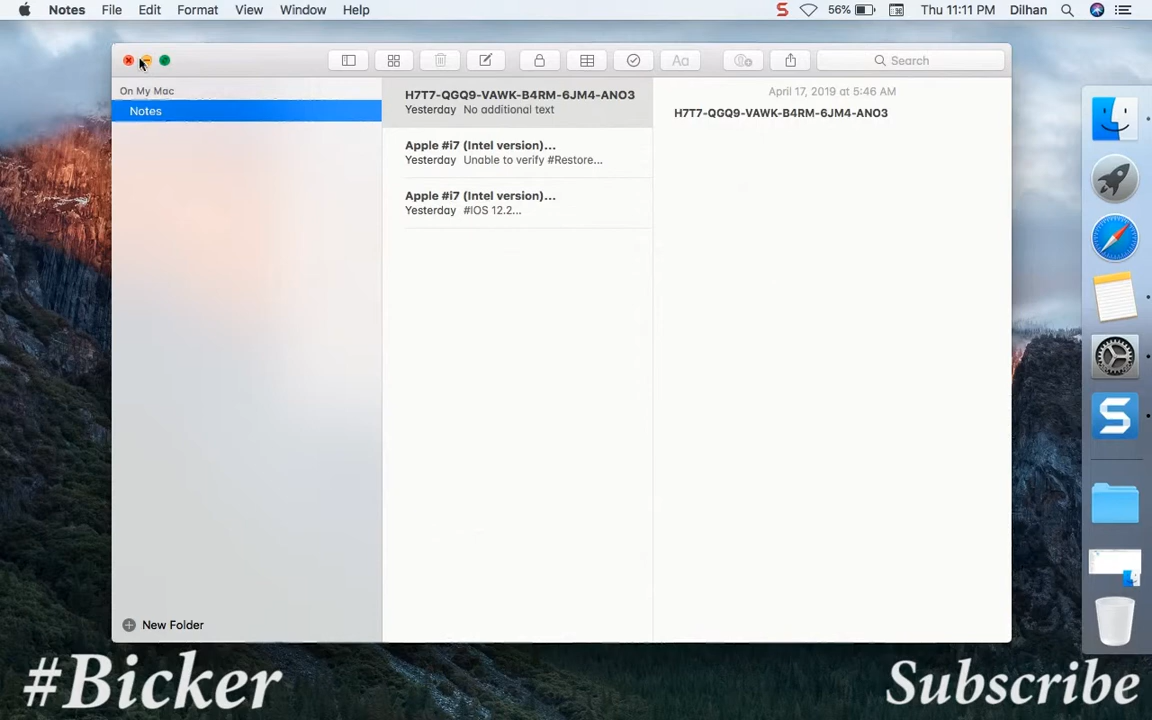 Notes File Edit Format View Window Help 56% Thu 11:11 PM Dilhan
Aa
Search
On My Mac
Notes
H7T7-QGQ9-VAWK-B4RM-6JM4-ANO3
Yesterday No additional text
Apple #i7 (Intel version)...
Yesterday Unable to verify #Restore...
Apple #i7 (Intel version)...
Yesterday #IOS 12.2...
April 17, 2019 at 5:46 AM
H7T7-QGQ9-VAWK-B4RM-6JM4-ANO3
New Folder
#Bicker
Subscribe